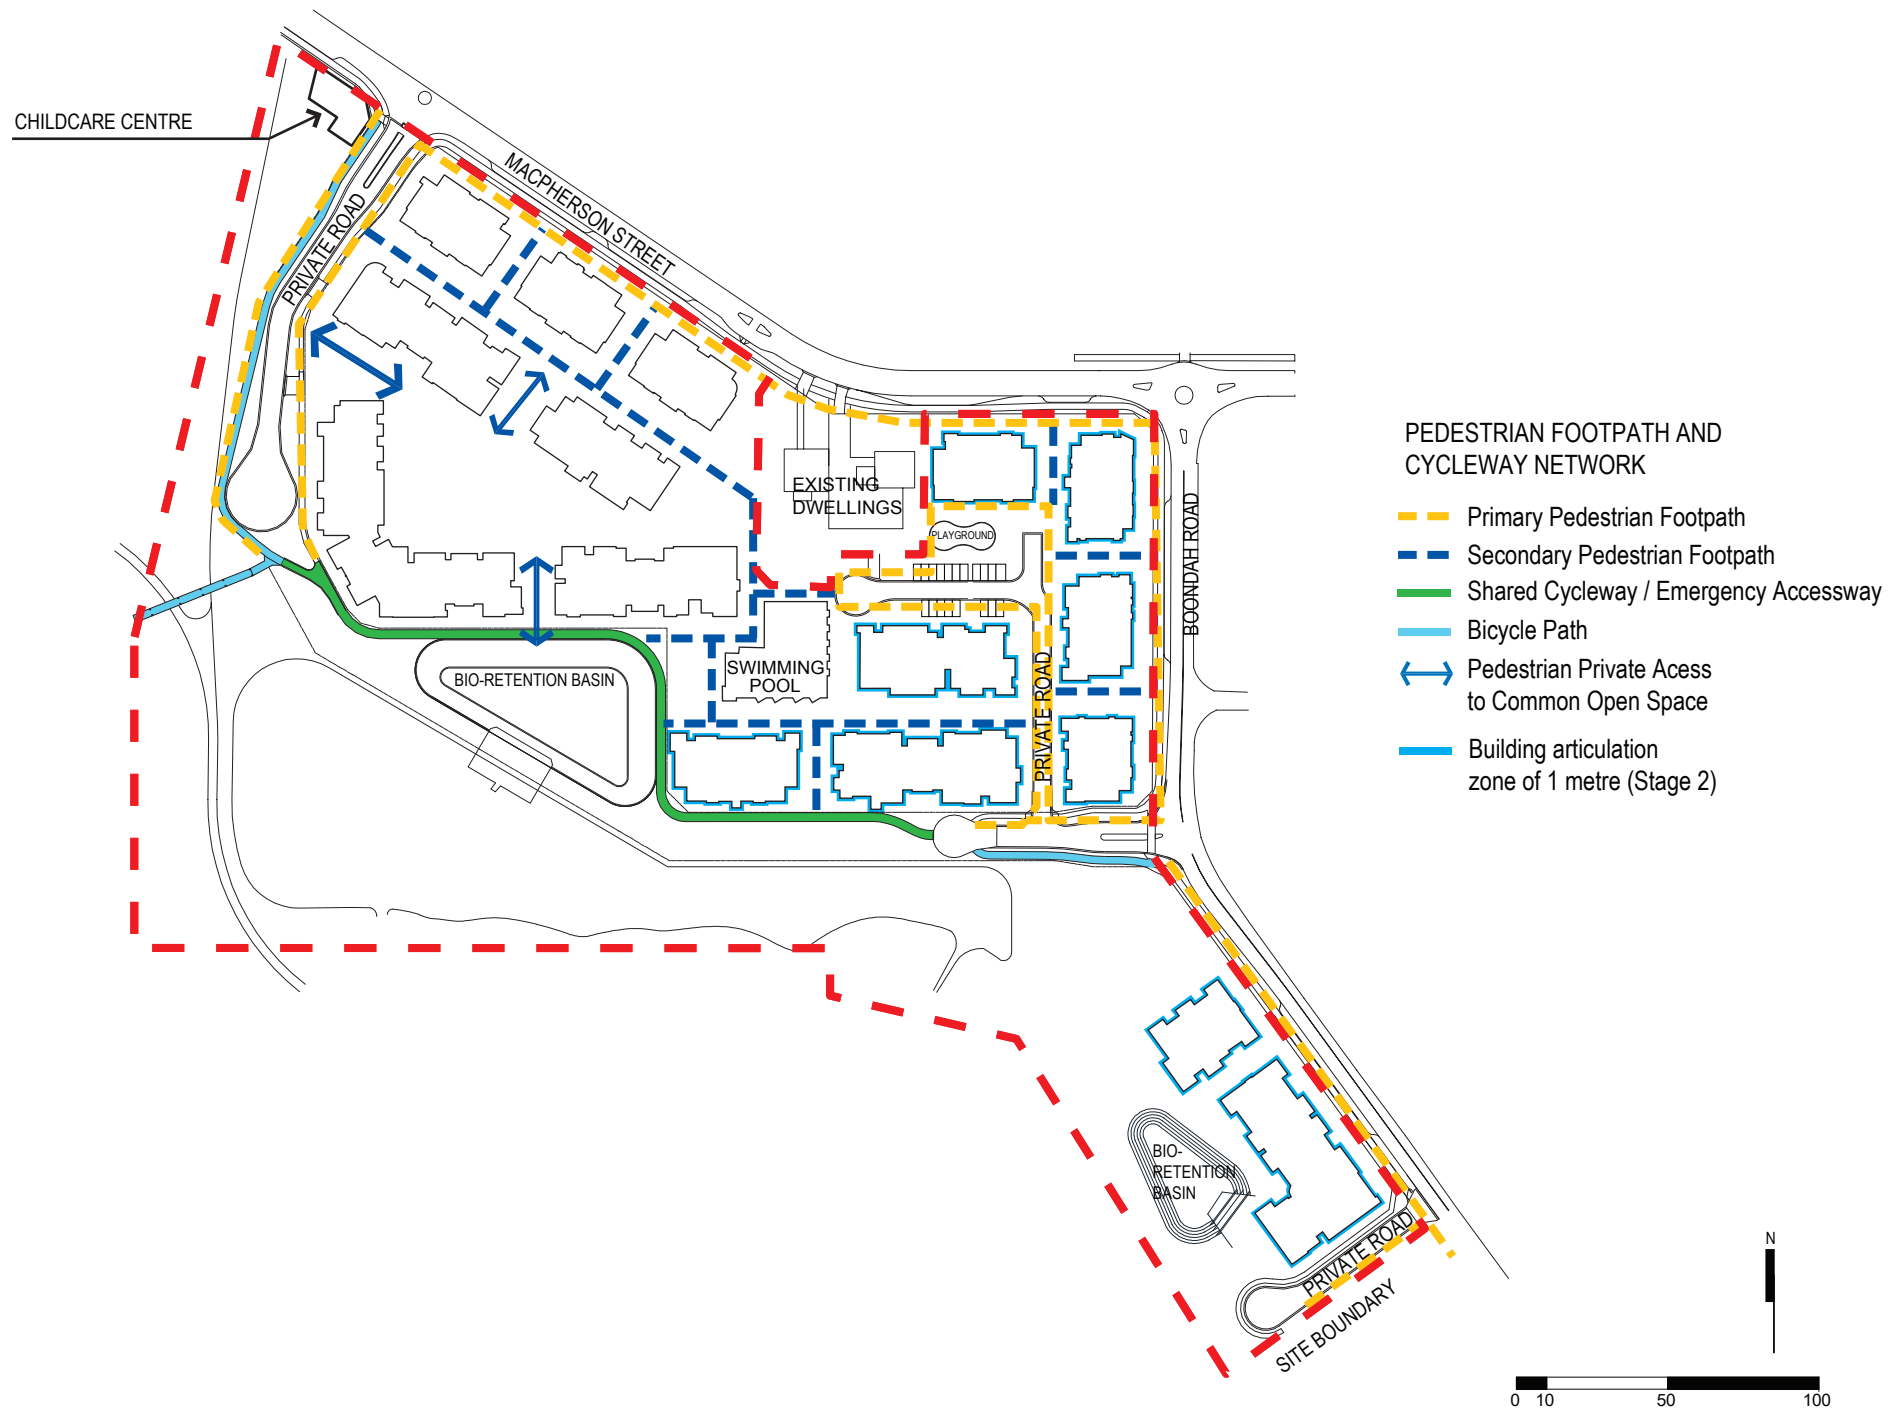 CHILDCARE CENTRE
MACPHERSON STREET
PRIVATE ROAD
EXISTING
DWELLINGS
PLAYGROUND
BOONDAH ROAD
PRIVATE ROAD
SWIMMING
POOL
BIO-RETENTION BASIN
BIO-
RETENTION
BASIN
PRIVATE ROAD
SITE BOUNDARY
PEDESTRIAN FOOTPATH AND
CYCLEWAY NETWORK
Primary Pedestrian Footpath
Secondary Pedestrian Footpath
Shared Cycleway / Emergency Accessway
Bicycle Path
Pedestrian Private Acess
to Common Open Space
Building articulation
zone of 1 metre (Stage 2)
N
0 10 50 100